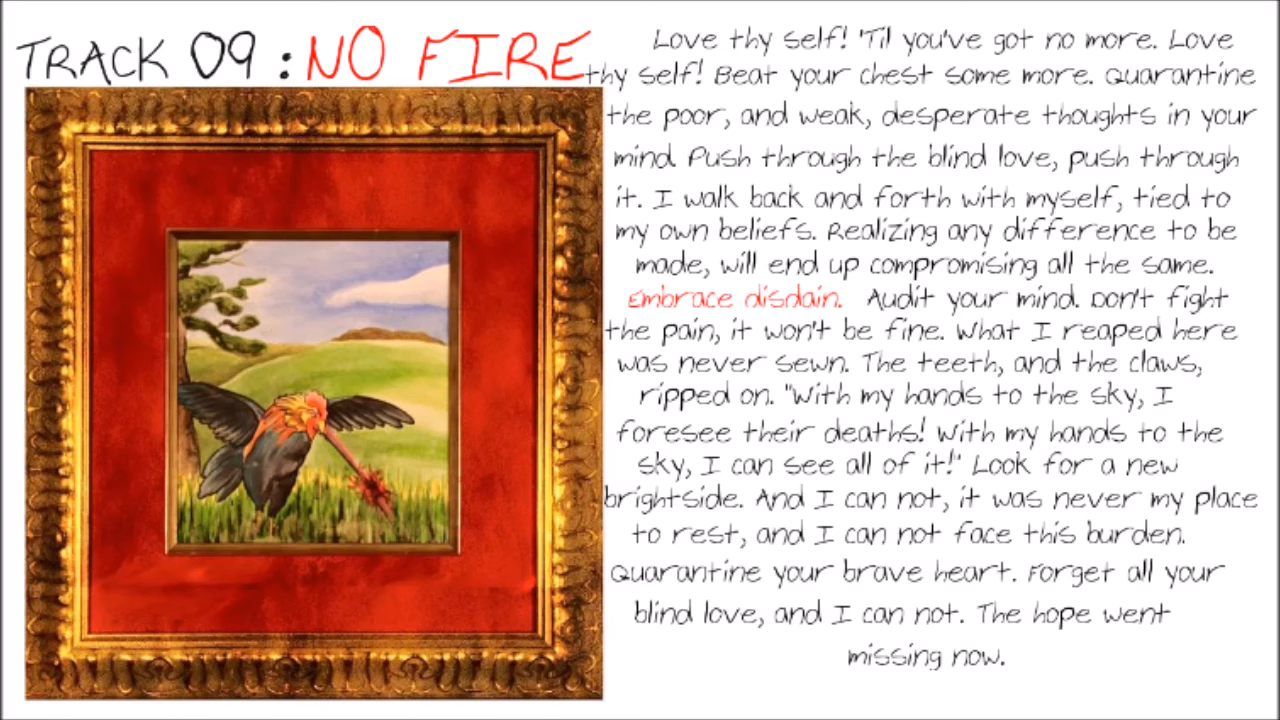 TRACK 09 : NO FIRE
Love thy self! 'Til you've got no more. Love
thy self! Beat your chest some more. Quarantine
the poor, and weak, desperate thoughts in your
mind. Push through the blind love, push through
it. I walk back and forth with myself, tied to
my own beliefs. Realizing any difference to be
made, will end up compromising all the same.
Embrace disdain. Audit your mind. Don't fight
the pain, it won't be fine. What I reaped here
was never sewn. The teeth, and the claws,
ripped on. "With my hands to the sky, I
foresee their deaths! With my hands to the
sky, I can see all of it!" Look for a new
brightside. And I can not, it was never my place
to rest, and I can not face this burden.
Quarantine your brave heart. Forget all your
blind love, and I can not. The hope went
missing now.